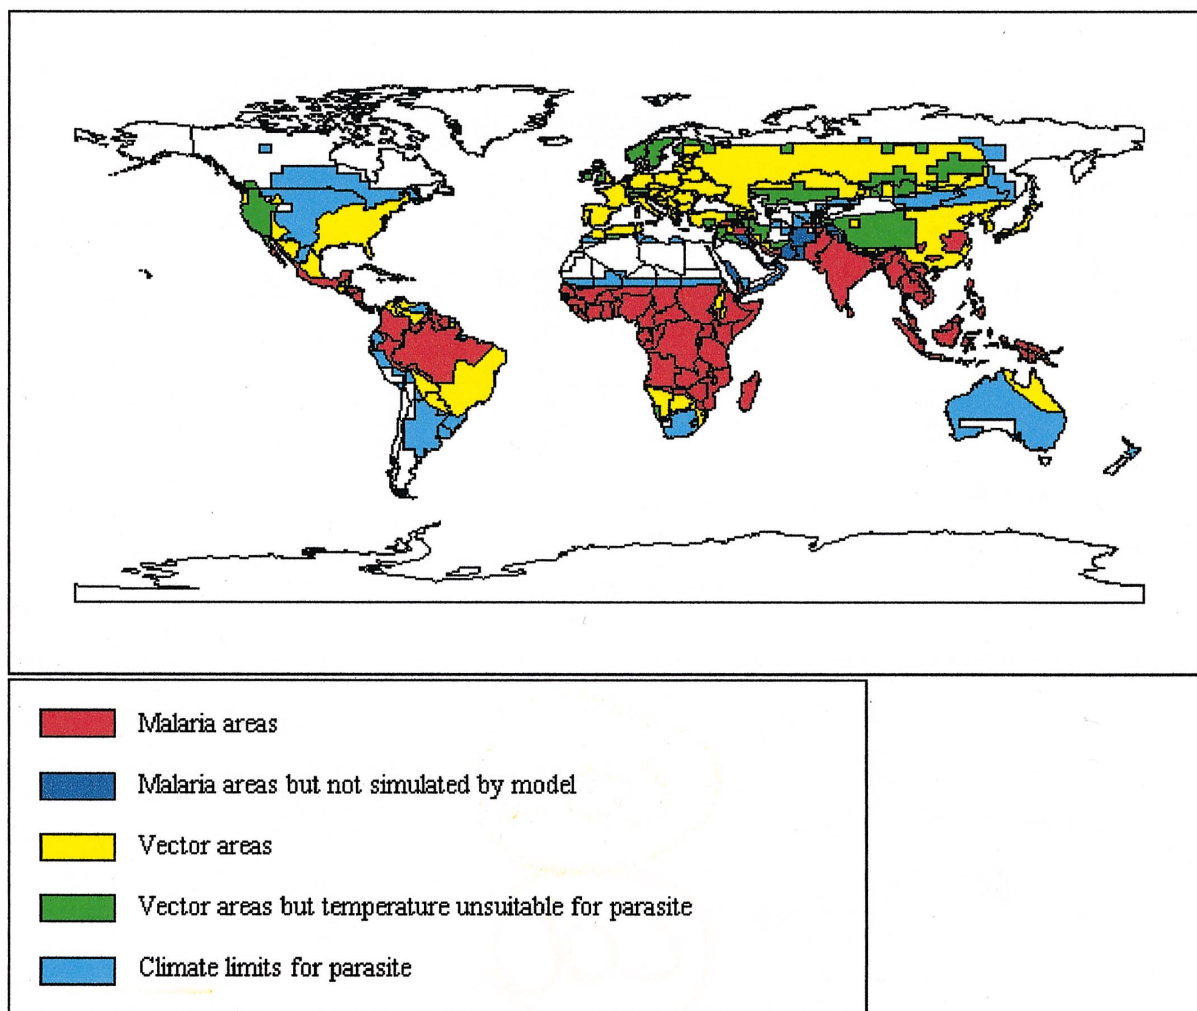 Malaria areas
Malaria areas but not simulated by model
Vector areas
Vector areas but temperature unsuitable for parasite
Climate limits for parasite